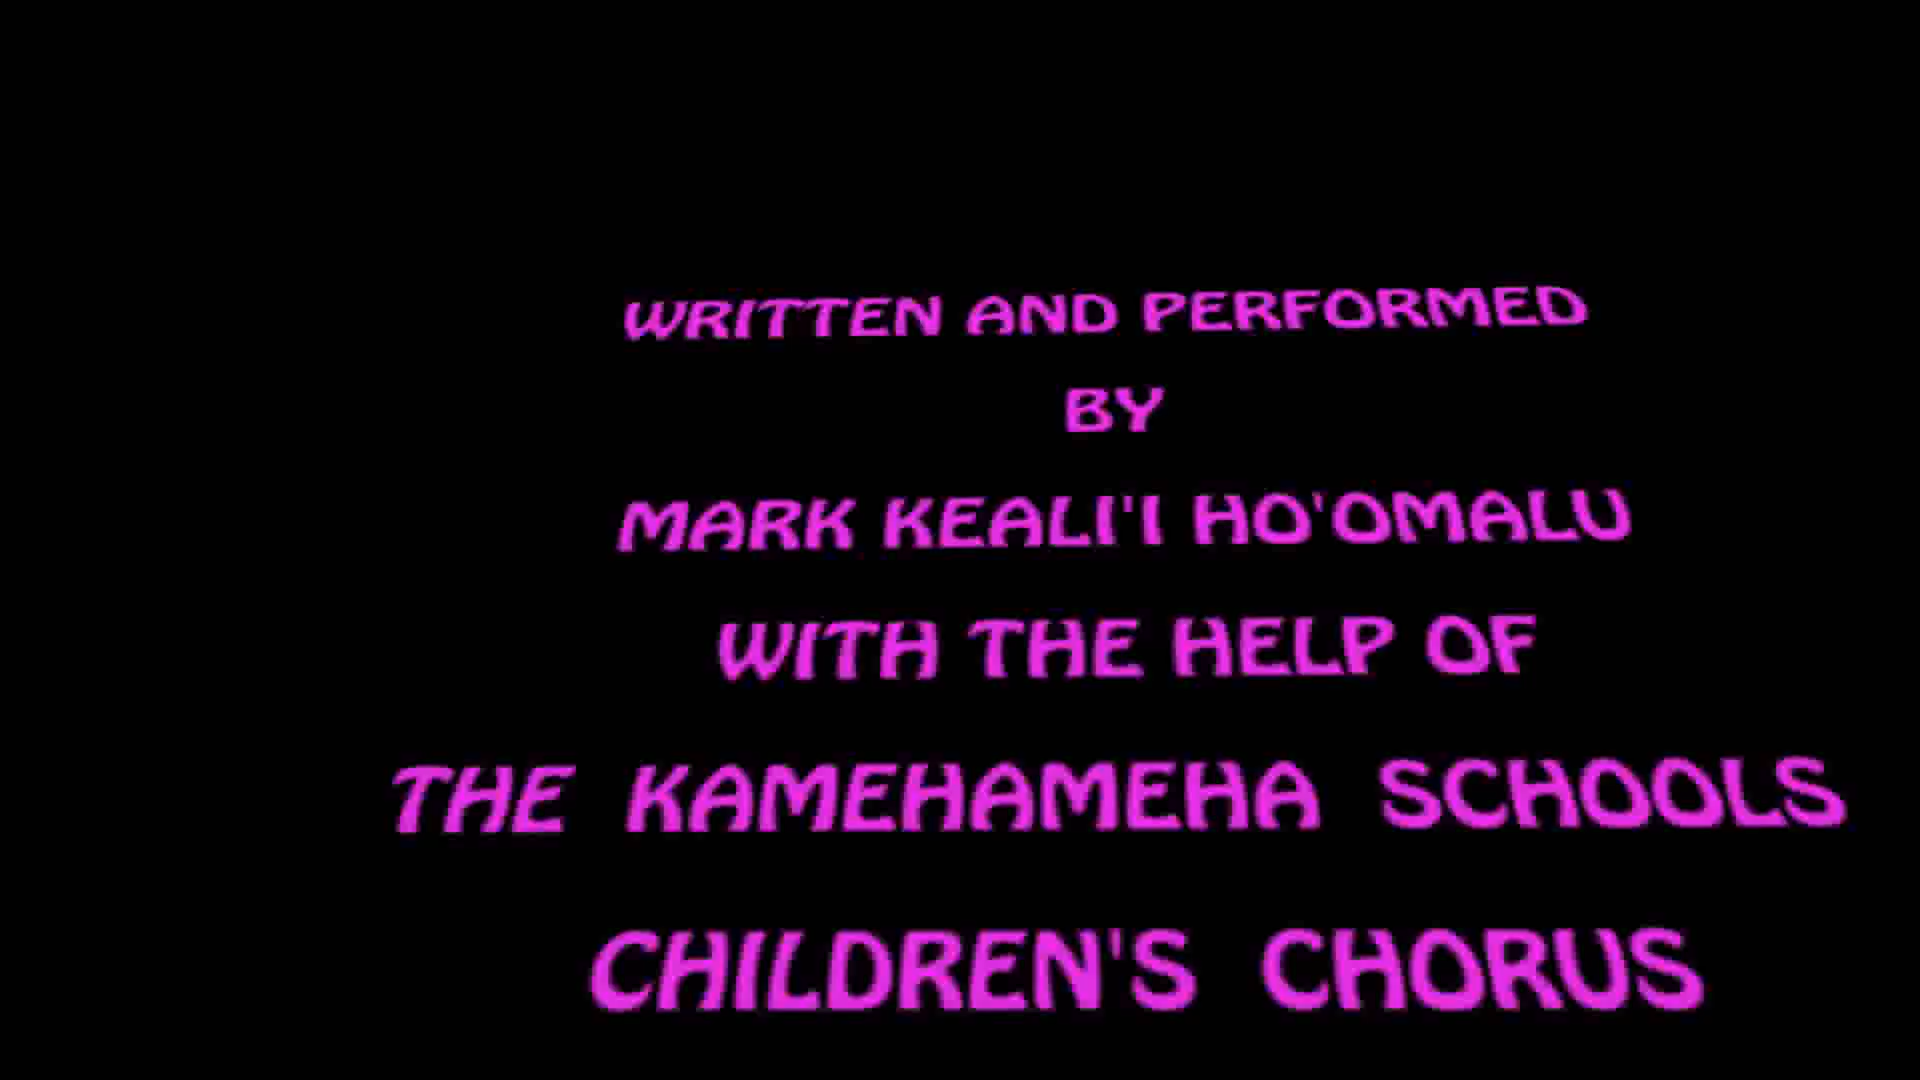 WRITTEN AND PERFORMED
BY
MARK KEALI'I HO'OMALU
WITH THE HELP OF
THE KAMEHAMEHA SCHOOLS
CHILDREN'S CHORUS